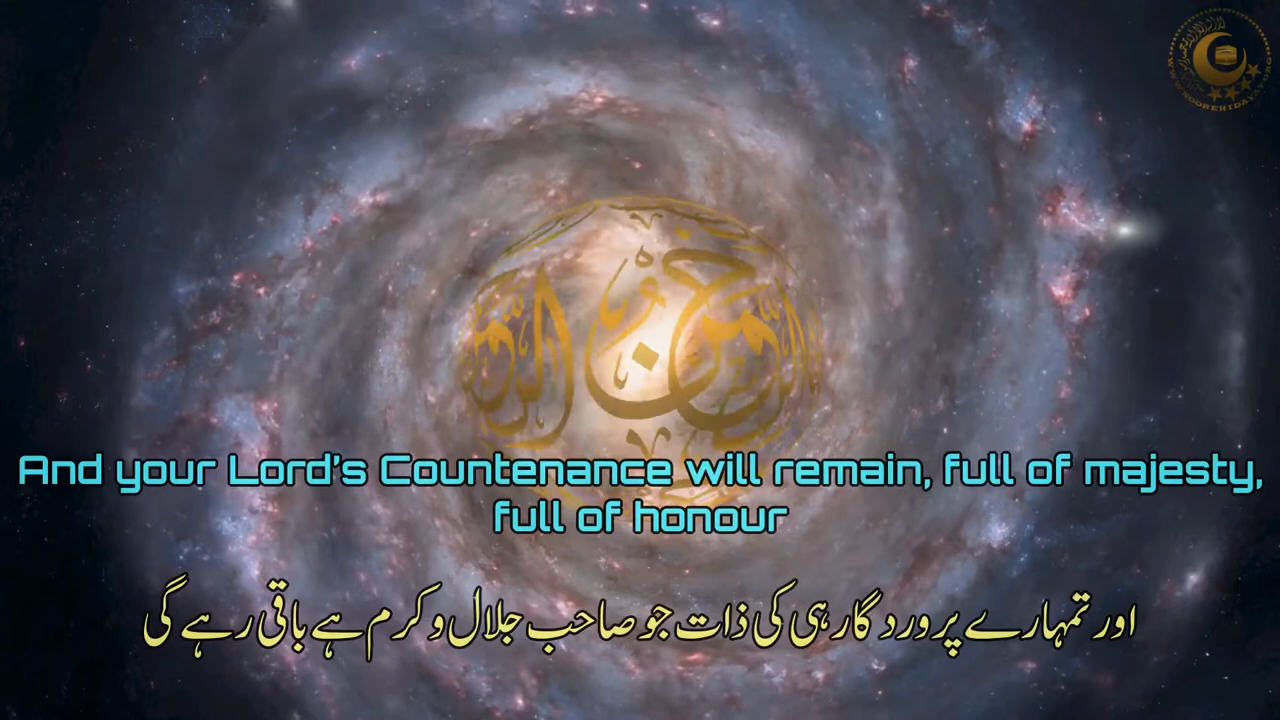 And your Lord's Countenance will remain, full of majesty,
full of honour
اور تمہارے پروردگار ہی کی ذات جو صاحب جلال و کرم ہے باقی رہے گی